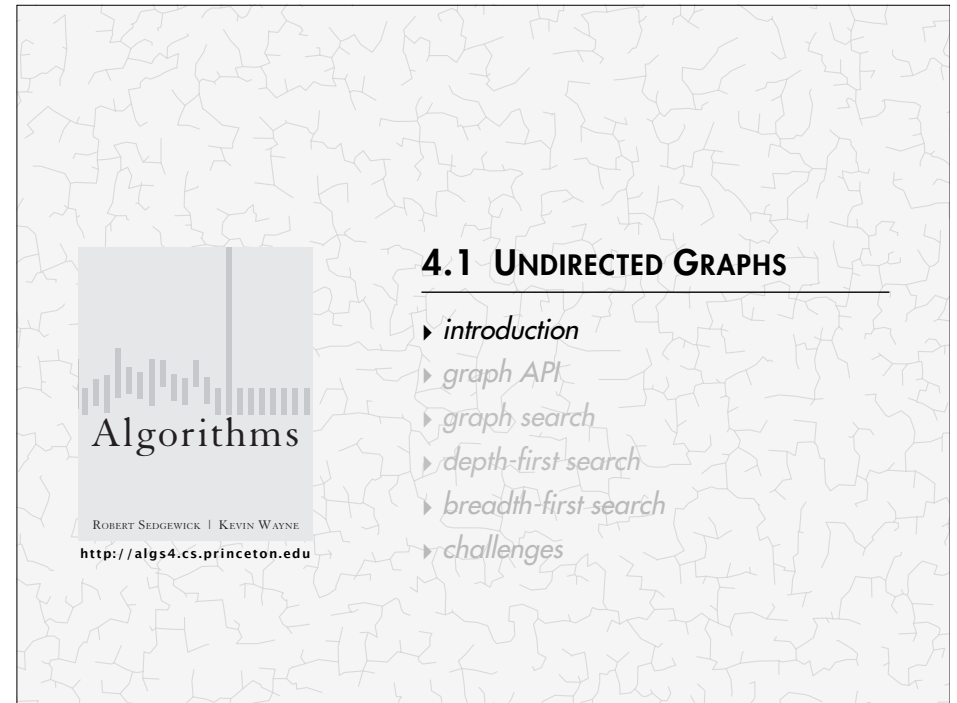 4.1 UNDIRECTED GRAPHS
‣ introduction
‣ graph API
‣ graph search
‣ depth-first search
‣ breadth-first search
‣ challenges
Algorithms
ROBERT SEDGEWICK | KEVIN WAYNE
http://algs4.cs.princeton.edu